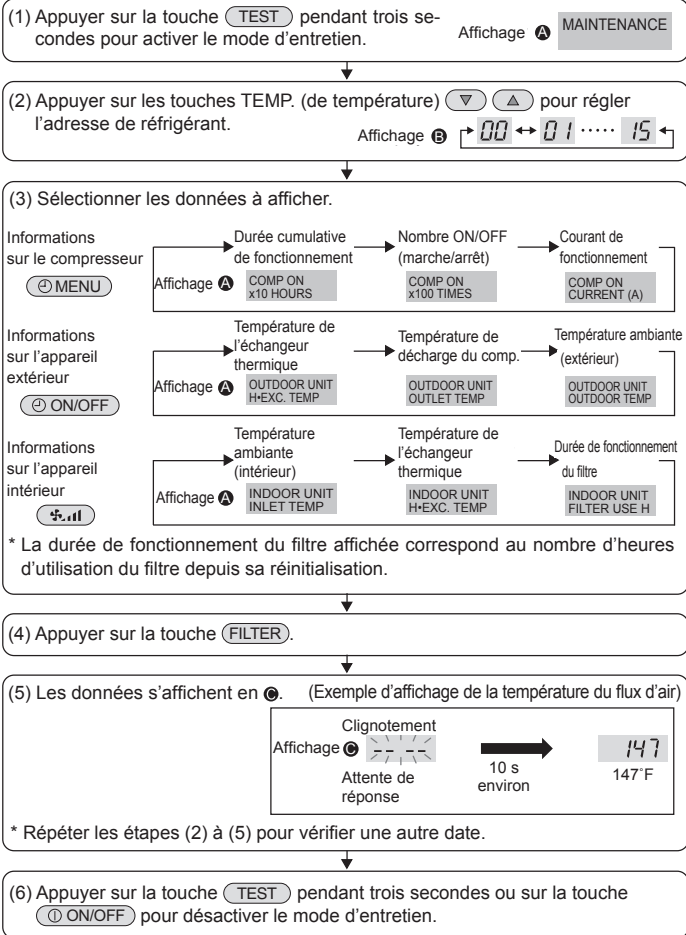 (1) Appuyer sur la touche TEST pendant trois se-
condes pour activer le mode d'entretien.
Affichage A MAINTENANCE
(2) Appuyer sur les touches TEMP. (de température) ▽ △ pour régler
l'adresse de réfrigérant.
Affichage B 00 ↔ 01 ····· 15
(3) Sélectionner les données à afficher.
Informations
sur le compresseur
MENU
Affichage A
Durée cumulative
de fonctionnement
COMP ON
x10 HOURS
Nombre ON/OFF
(marche/arrêt)
COMP ON
x100 TIMES
Courant de
fonctionnement
COMP ON
CURRENT (A)
Informations
sur l'appareil
extérieur
ON/OFF
Affichage A
Température de
l'échangeur
thermique
OUTDOOR UNIT
H•EXC. TEMP
Température de
décharge du comp.
OUTDOOR UNIT
OUTLET TEMP
Température ambiante
(extérieur)
OUTDOOR UNIT
OUTDOOR TEMP
Informations
sur l'appareil
intérieur
Affichage A
Température
ambiante
(intérieur)
INDOOR UNIT
INLET TEMP
Température de
l'échangeur
thermique
INDOOR UNIT
H•EXC. TEMP
Durée de fonctionnement
du filtre
INDOOR UNIT
FILTER USE H
* La durée de fonctionnement du filtre affichée correspond au nombre d'heures
d'utilisation du filtre depuis sa réinitialisation.
(4) Appuyer sur la touche FILTER.
(5) Les données s'affichent en C. (Exemple d'affichage de la température du flux d'air)
Clignotement
Affichage C -- --
Attente de
réponse
10 s
environ
147
147°F
* Répéter les étapes (2) à (5) pour vérifier une autre date.
(6) Appuyer sur la touche TEST pendant trois secondes ou sur la touche
ON/OFF pour désactiver le mode d'entretien.